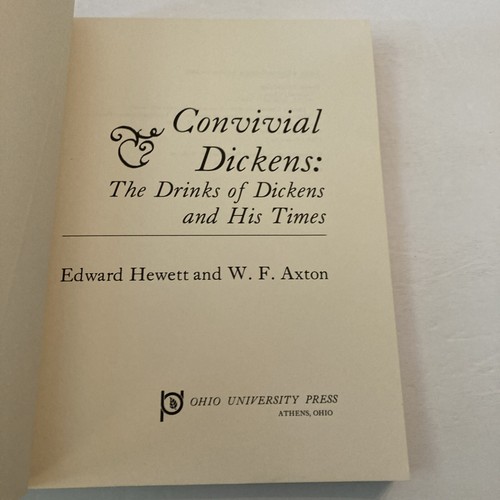 Convivial
Dickens:
The Drinks of Dickens
and His Times
Edward Hewett and W. F. Axton
OHIO UNIVERSITY PRESS
ATHENS, OHIO